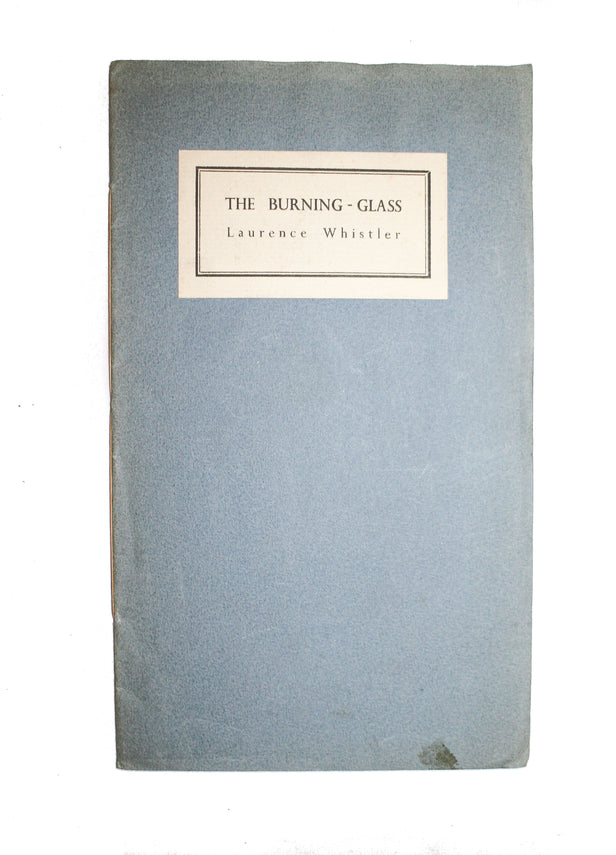 THE BURNING - GLASS
Laurence Whistler